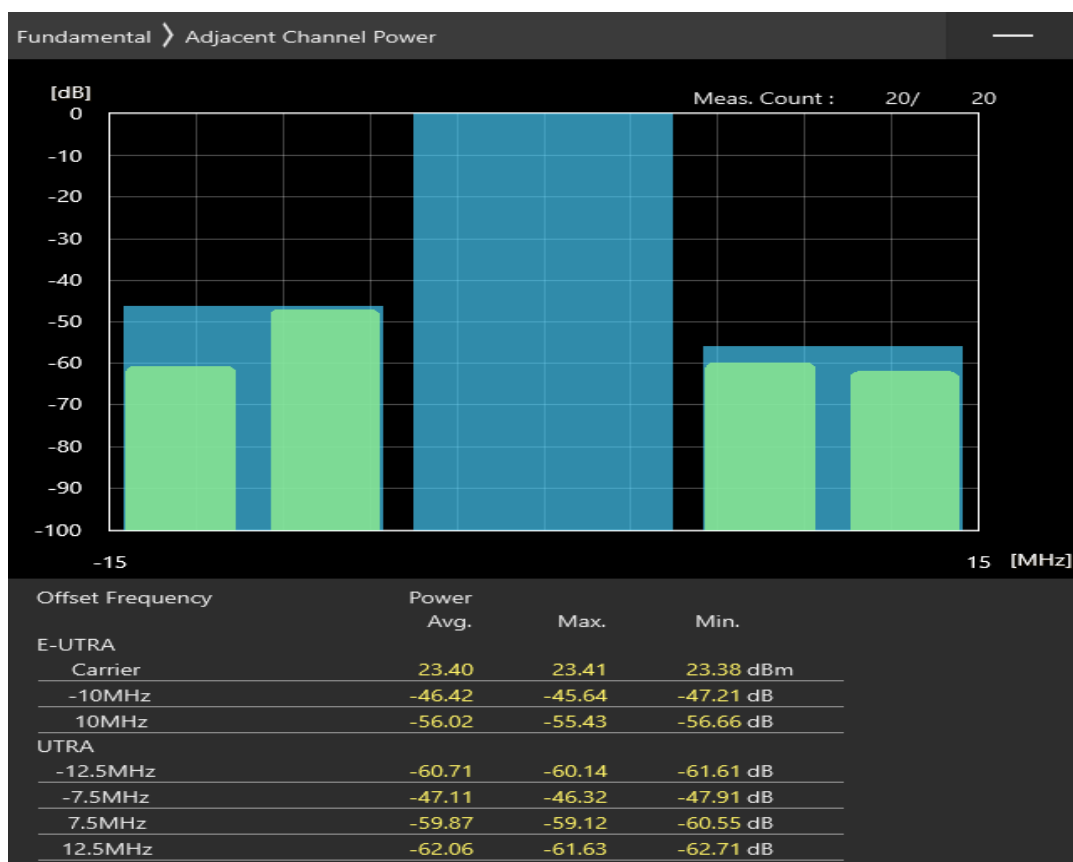 Fundamental ❯ Adjacent Channel Power
[dB]
Meas. Count : 20/ 20
0
-10
-20
-30
-40
-50
-60
-70
-80
-90
-100
-15 15 [MHz]
Offset Frequency Power
Avg. Max. Min.
E-UTRA
Carrier 23.40 23.41 23.38 dBm
-10MHz -46.42 -45.64 -47.21 dB
10MHz -56.02 -55.43 -56.66 dB
UTRA
-12.5MHz -60.71 -60.14 -61.61 dB
-7.5MHz -47.11 -46.32 -47.91 dB
7.5MHz -59.87 -59.12 -60.55 dB
12.5MHz -62.06 -61.63 -62.71 dB